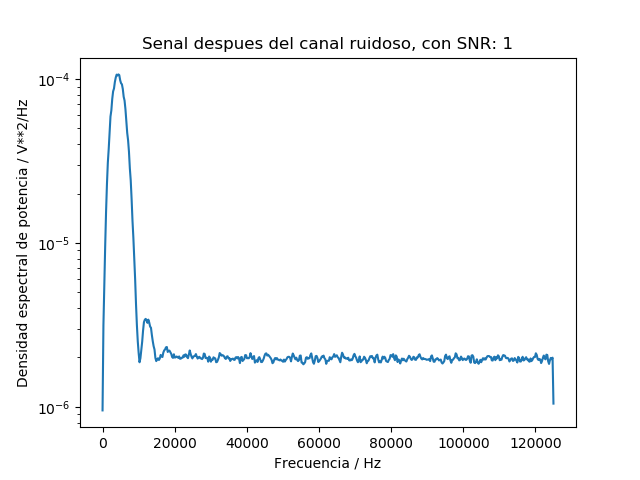 Senal despues del canal ruidoso, con SNR: 1
Densidad espectral de potencia / V**2/Hz
10⁻⁴
10⁻⁵
10⁻⁶
0 20000 40000 60000 80000 100000 120000
Frecuencia / Hz